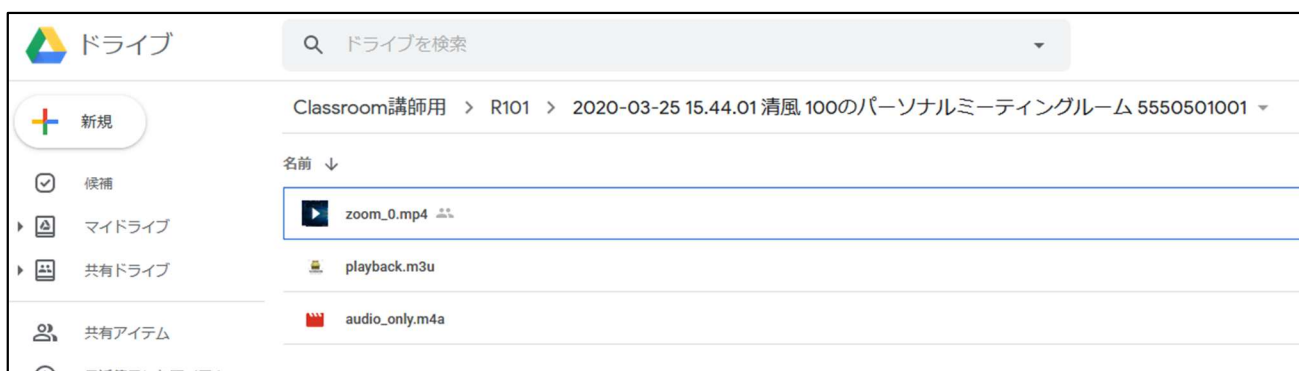 ドライブ
ドライブを検索
新規
Classroom講師用 > R101 > 2020-03-25 15.44.01 清風 100のパーソナルミーティングルーム 5550501001
名前
候補
zoom_0.mp4
マイドライブ
playback.m3u
共有ドライブ
audio_only.m4a
共有アイテム